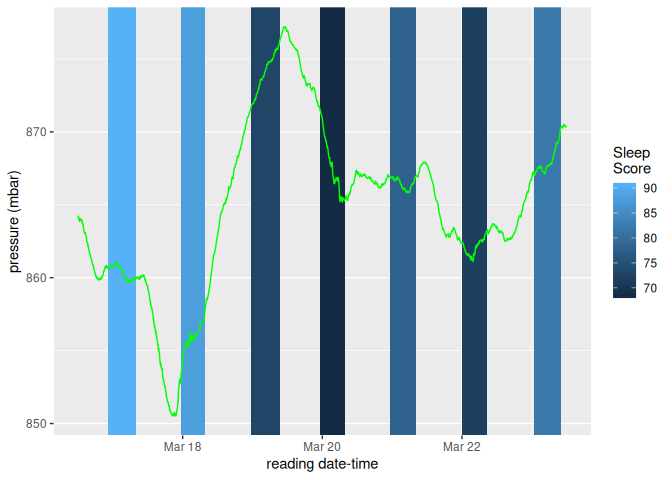 870
860
850
pressure (mbar)
Mar 18
Mar 20
Mar 22
reading date-time
Sleep
Score
90
85
80
75
70